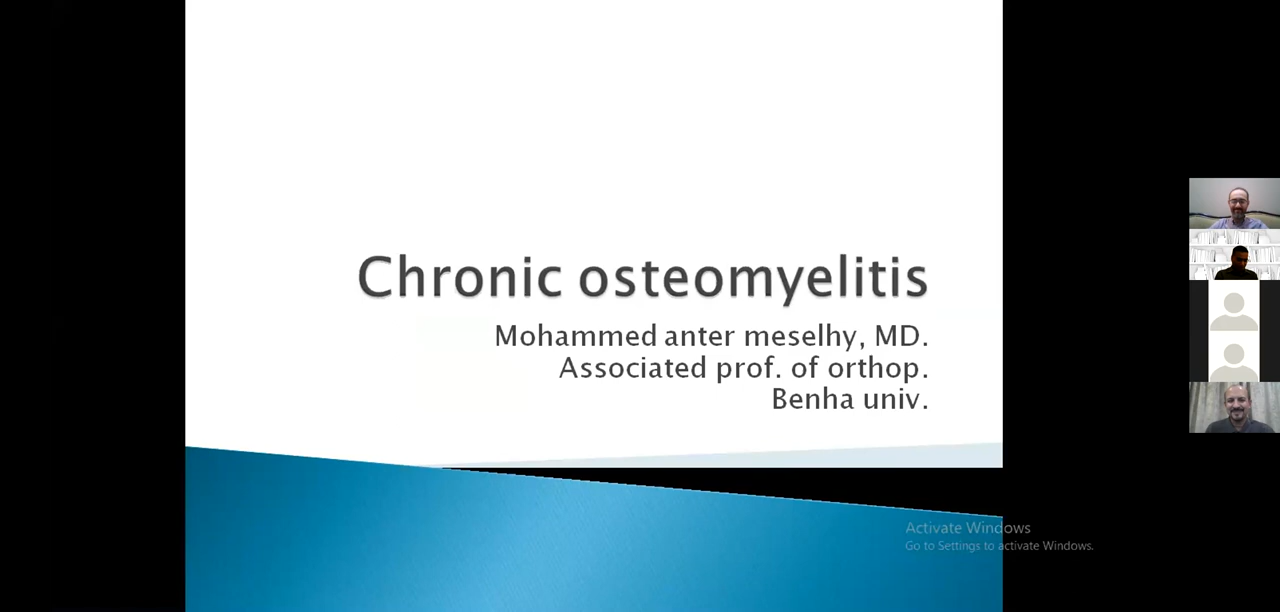 Chronic osteomyelitis
Mohammed anter meselhy, MD.
Associated prof. of orthop.
Benha univ.
Activate Windows
Go to Settings to activate Windows.